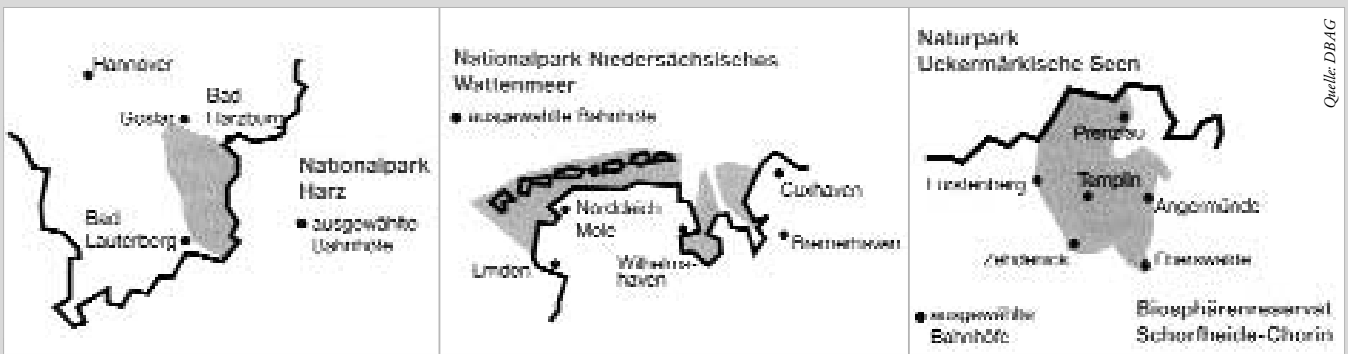 Hannover
Bad
Goslar Harzburg
Nationalpark
Harz
ausgewählte
Bahnhöfe
Bad
Lauterberg
Nationalpark Niedersächsisches
Wattenmeer
ausgewählte Bahnhöfe
Cuxhaven
Norddeich
Mole
Bremerhaven
Emden
Wilhelms-
haven
Naturpark
Uckermärkische Seen
Prenzlau
Fürstenberg
Templin
Angermünde
Zehdenick
Eberswalde
ausgewählte
Bahnhöfe
Biosphärenreservat
Schorfheide-Chorin
Quelle: DBAG